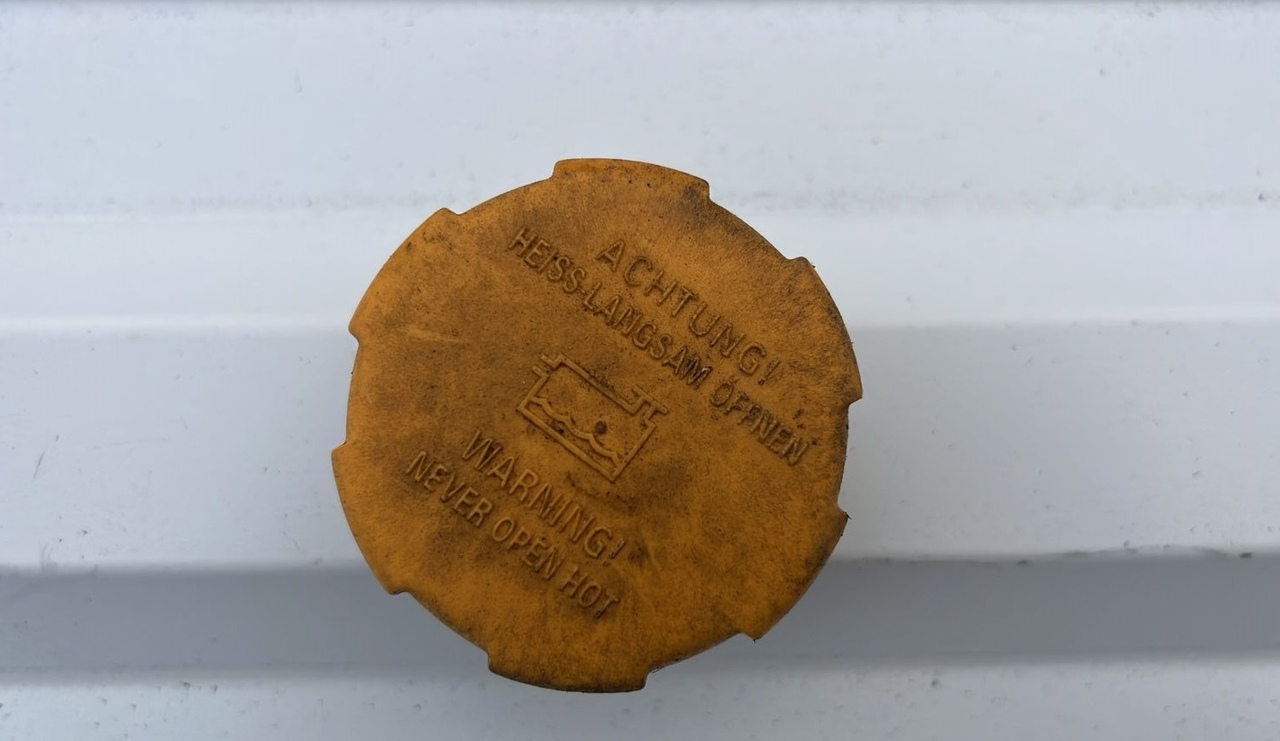 ACHTUNG!
HEISS-LANGSAM ÖFFNEN
WARNING!
NEVER OPEN HOT